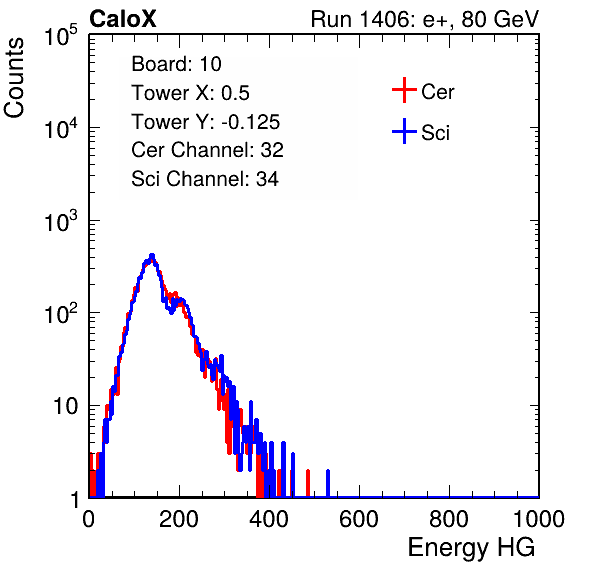 CaloX Run 1406: e+, 80 GeV
Counts
Board: 10
Tower X: 0.5
Tower Y: -0.125
Cer Channel: 32
Sci Channel: 34
Cer
Sci
10^5
10^4
10^3
10^2
10
1
0 200 400 600 800 1000
Energy HG